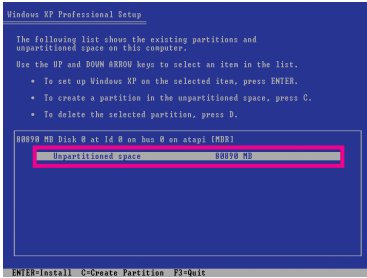 Windows XP Professional Setup
The following list shows the existing partitions and
unpartitioned space on this computer.
Use the UP and DOWN ARROW keys to select an item in the list.
• To set up Windows XP on the selected item, press ENTER.
• To create a partition in the unpartitioned space, press C.
• To delete the selected partition, press D.
80890 MB Disk 0 at Id 0 on bus 0 on atapi [MBR]
Unpartitioned space 80890 MB
ENTER=Install C=Create Partition F3=Quit